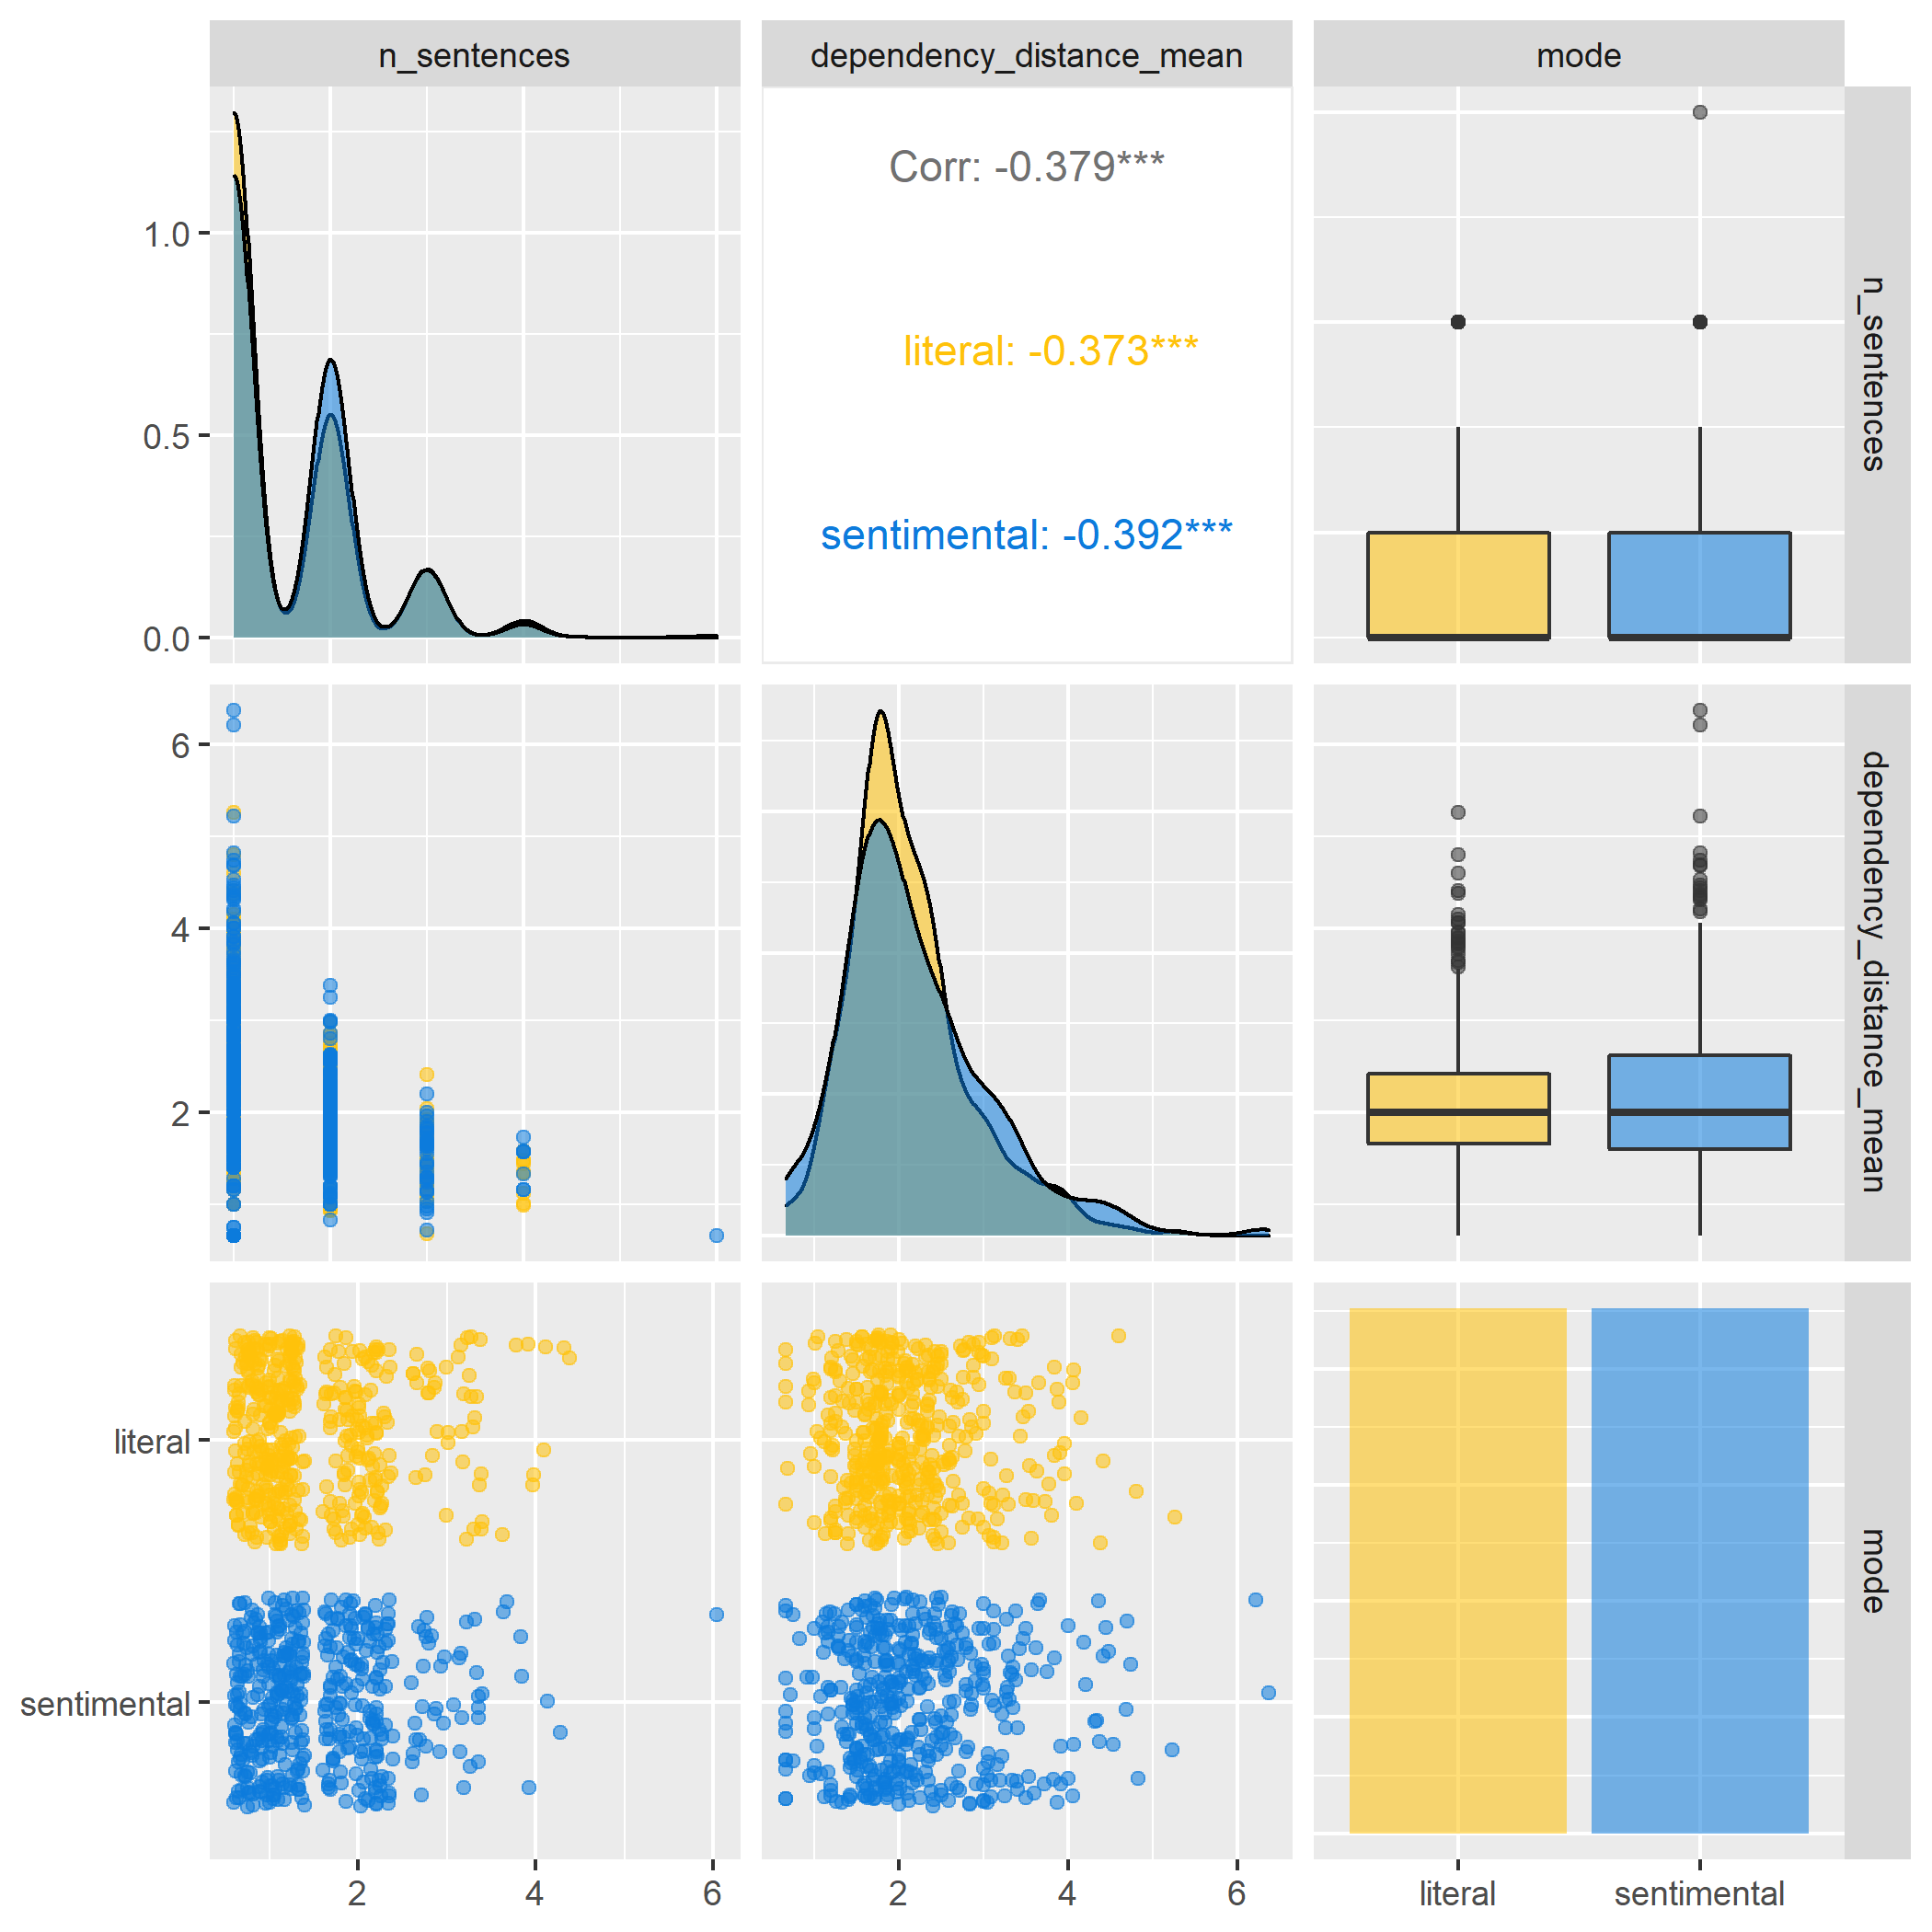 n_sentences
dependency_distance_mean
mode
1.0
0.5
0.0
Corr: -0.379***
literal: -0.373***
sentimental: -0.392***
n_sentences
6
4
2
dependency_distance_mean
literal
sentimental
mode
2 4 6
2 4 6
literal sentimental